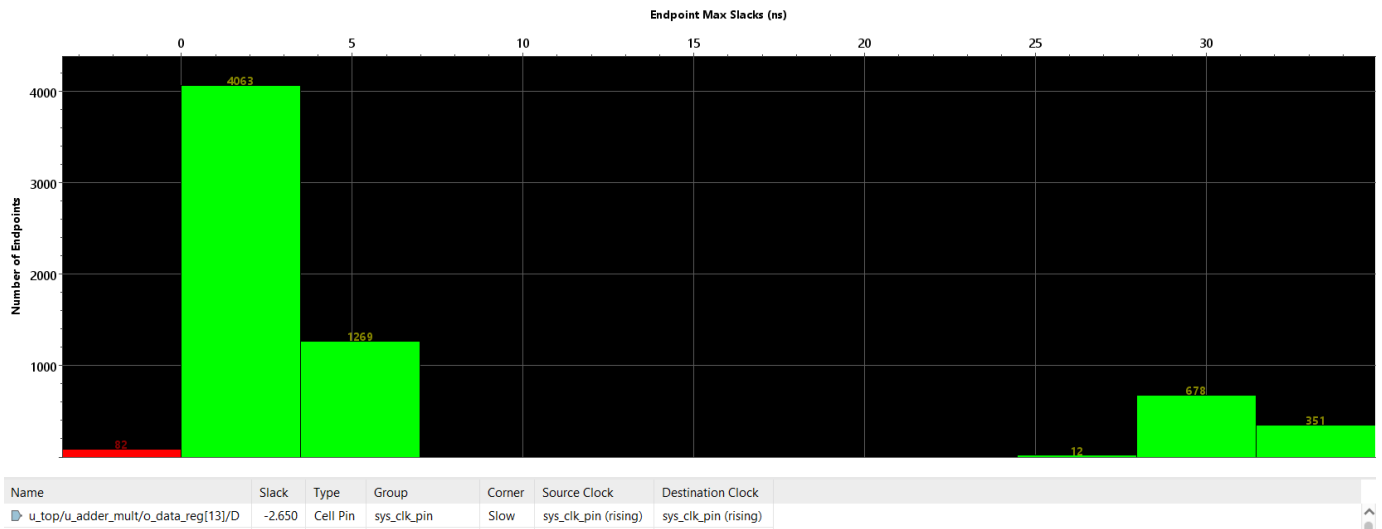 Endpoint Max Slacks (ns)
0 5 10 15 20 25 30
Number of Endpoints
4000
3000
2000
1000
82 4063 1269 12 678 351
Name Slack Type Group Corner Source Clock Destination Clock
u_top/u_adder_mult/o_data_reg[13]/D -2.650 Cell Pin sys_clk_pin Slow sys_clk_pin (rising) sys_clk_pin (rising)